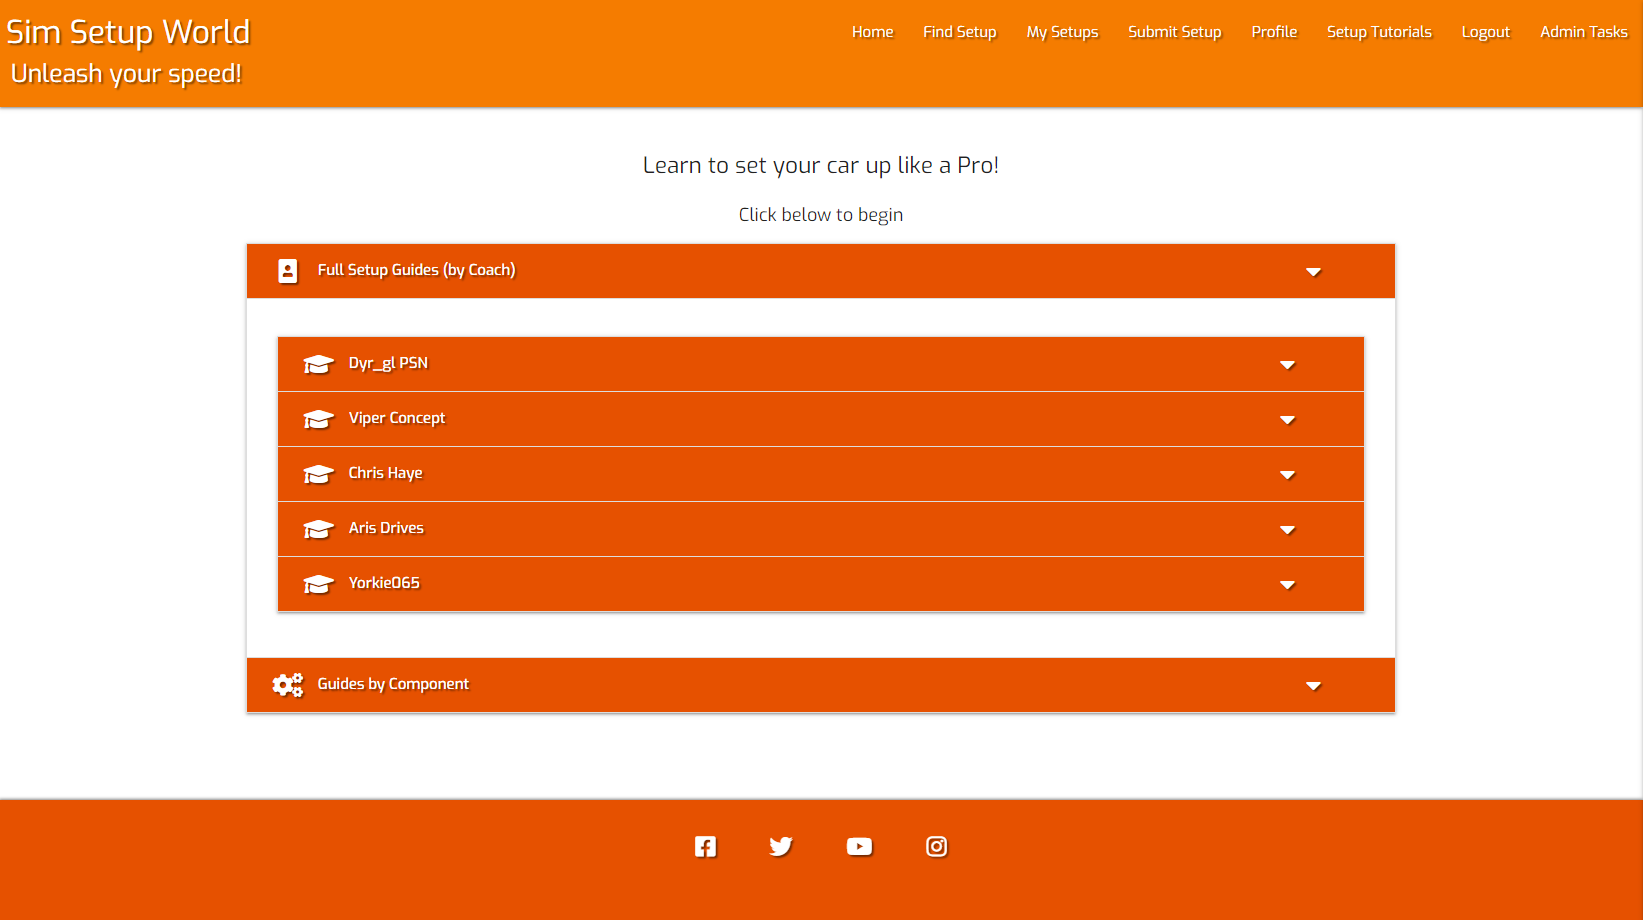 Sim Setup World
Unleash your speed!
Home Find Setup My Setups Submit Setup Profile Setup Tutorials Logout Admin Tasks
Learn to set your car up like a Pro!
Click below to begin
Full Setup Guides (by Coach)
Dyr_gl PSN
Viper Concept
Chris Haye
Aris Drives
Yorkie065
Guides by Component